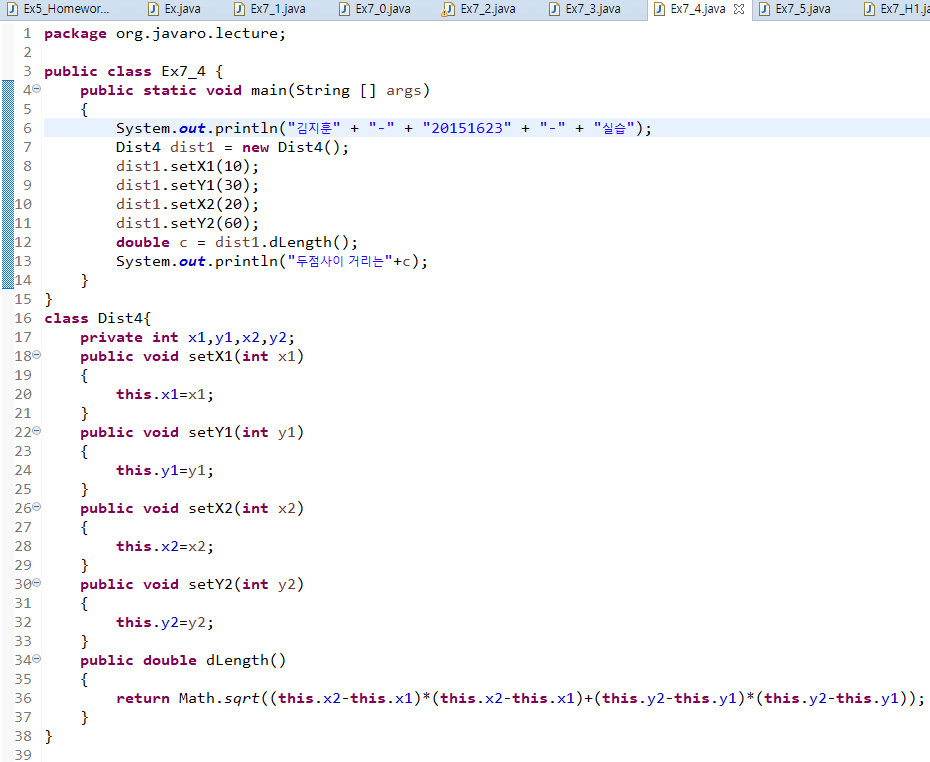 Ex5_Homewor... Ex.java Ex7_1.java Ex7_0.java Ex7_2.java Ex7_3.java Ex7_4.java Ex7_5.java Ex7_H1.ja
1 package org.javaro.lecture;
2
3 public class Ex7_4 {
4     public static void main(String [] args)
5     {
6         System.out.println("김지훈" + "-" + "20151623" + "-" + "실습");
7         Dist4 dist1 = new Dist4();
8         dist1.setX1(10);
9         dist1.setY1(30);
10         dist1.setX2(20);
11         dist1.setY2(60);
12         double c = dist1.dLength();
13         System.out.println("두점사이 거리는"+c);
14     }
15 }
16 class Dist4{
17     private int x1,y1,x2,y2;
18     public void setX1(int x1)
19     {
20         this.x1=x1;
21     }
22     public void setY1(int y1)
23     {
24         this.y1=y1;
25     }
26     public void setX2(int x2)
27     {
28         this.x2=x2;
29     }
30     public void setY2(int y2)
31     {
32         this.y2=y2;
33     }
34     public double dLength()
35     {
36         return Math.sqrt((this.x2-this.x1)*(this.x2-this.x1)+(this.y2-this.y1)*(this.y2-this.y1));
37     }
38 }
39